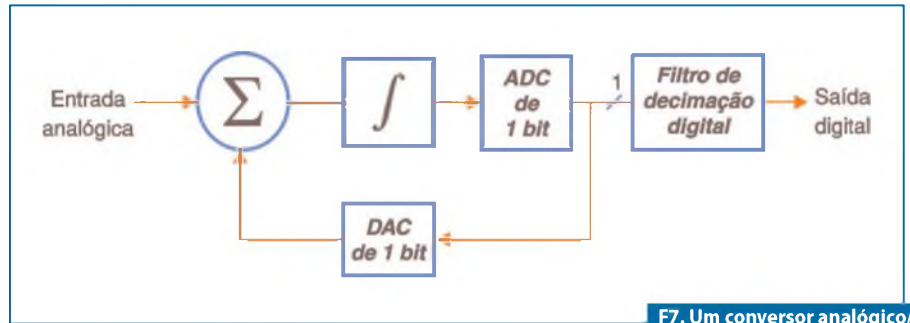 Entrada
analógica
Σ
∫
ADC
de
1 bit
1
Filtro de
decimação
digital
Saída
digital
DAC
de 1 bit
F7. Um conversor analógico/